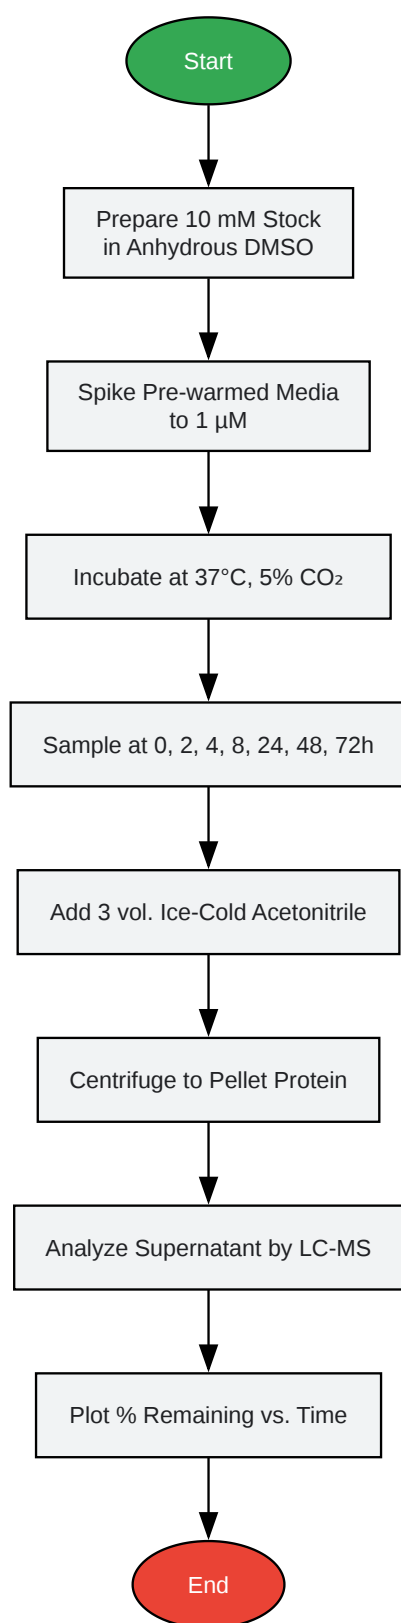 Start
Prepare 10 mM Stock
in Anhydrous DMSO
Spike Pre-warmed Media
to 1 µM
Incubate at 37°C, 5% CO₂
Sample at 0, 2, 4, 8, 24, 48, 72h
Add 3 vol. Ice-Cold Acetonitrile
Centrifuge to Pellet Protein
Analyze Supernatant by LC-MS
Plot % Remaining vs. Time
End